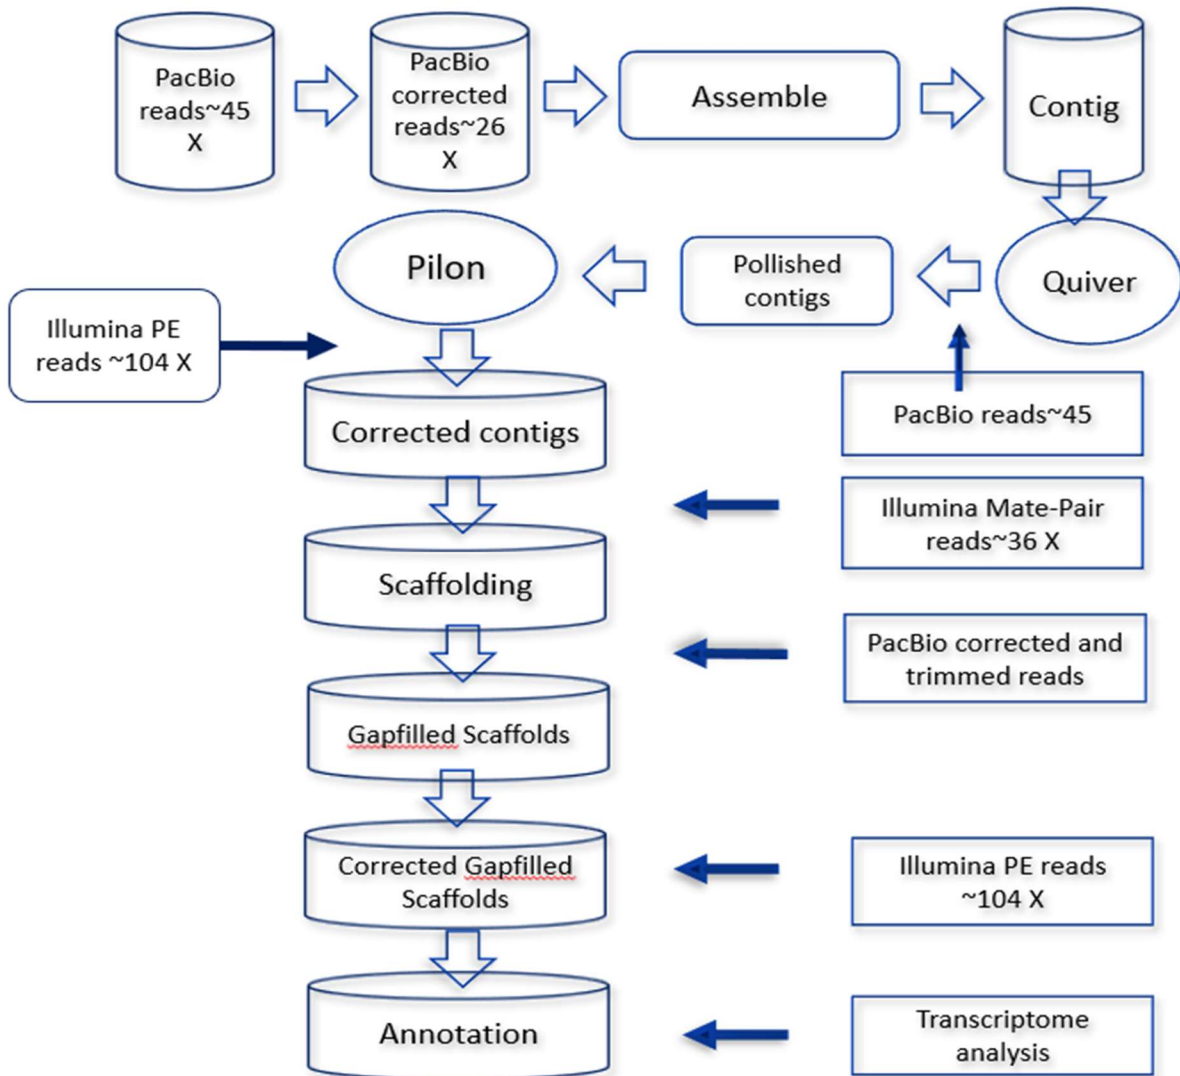 PacBio
reads~45
X
PacBio
corrected
reads~26
X
Assemble
Contig
Pilon
Pollished
contigs
Quiver
Illumina PE
reads ~104 X
PacBio reads~45
Corrected contigs
Illumina Mate-Pair
reads~36 X
Scaffolding
PacBio corrected and
trimmed reads
Gapfilled Scaffolds
Corrected Gapfilled
Scaffolds
Illumina PE reads
~104 X
Annotation
Transcriptome
analysis